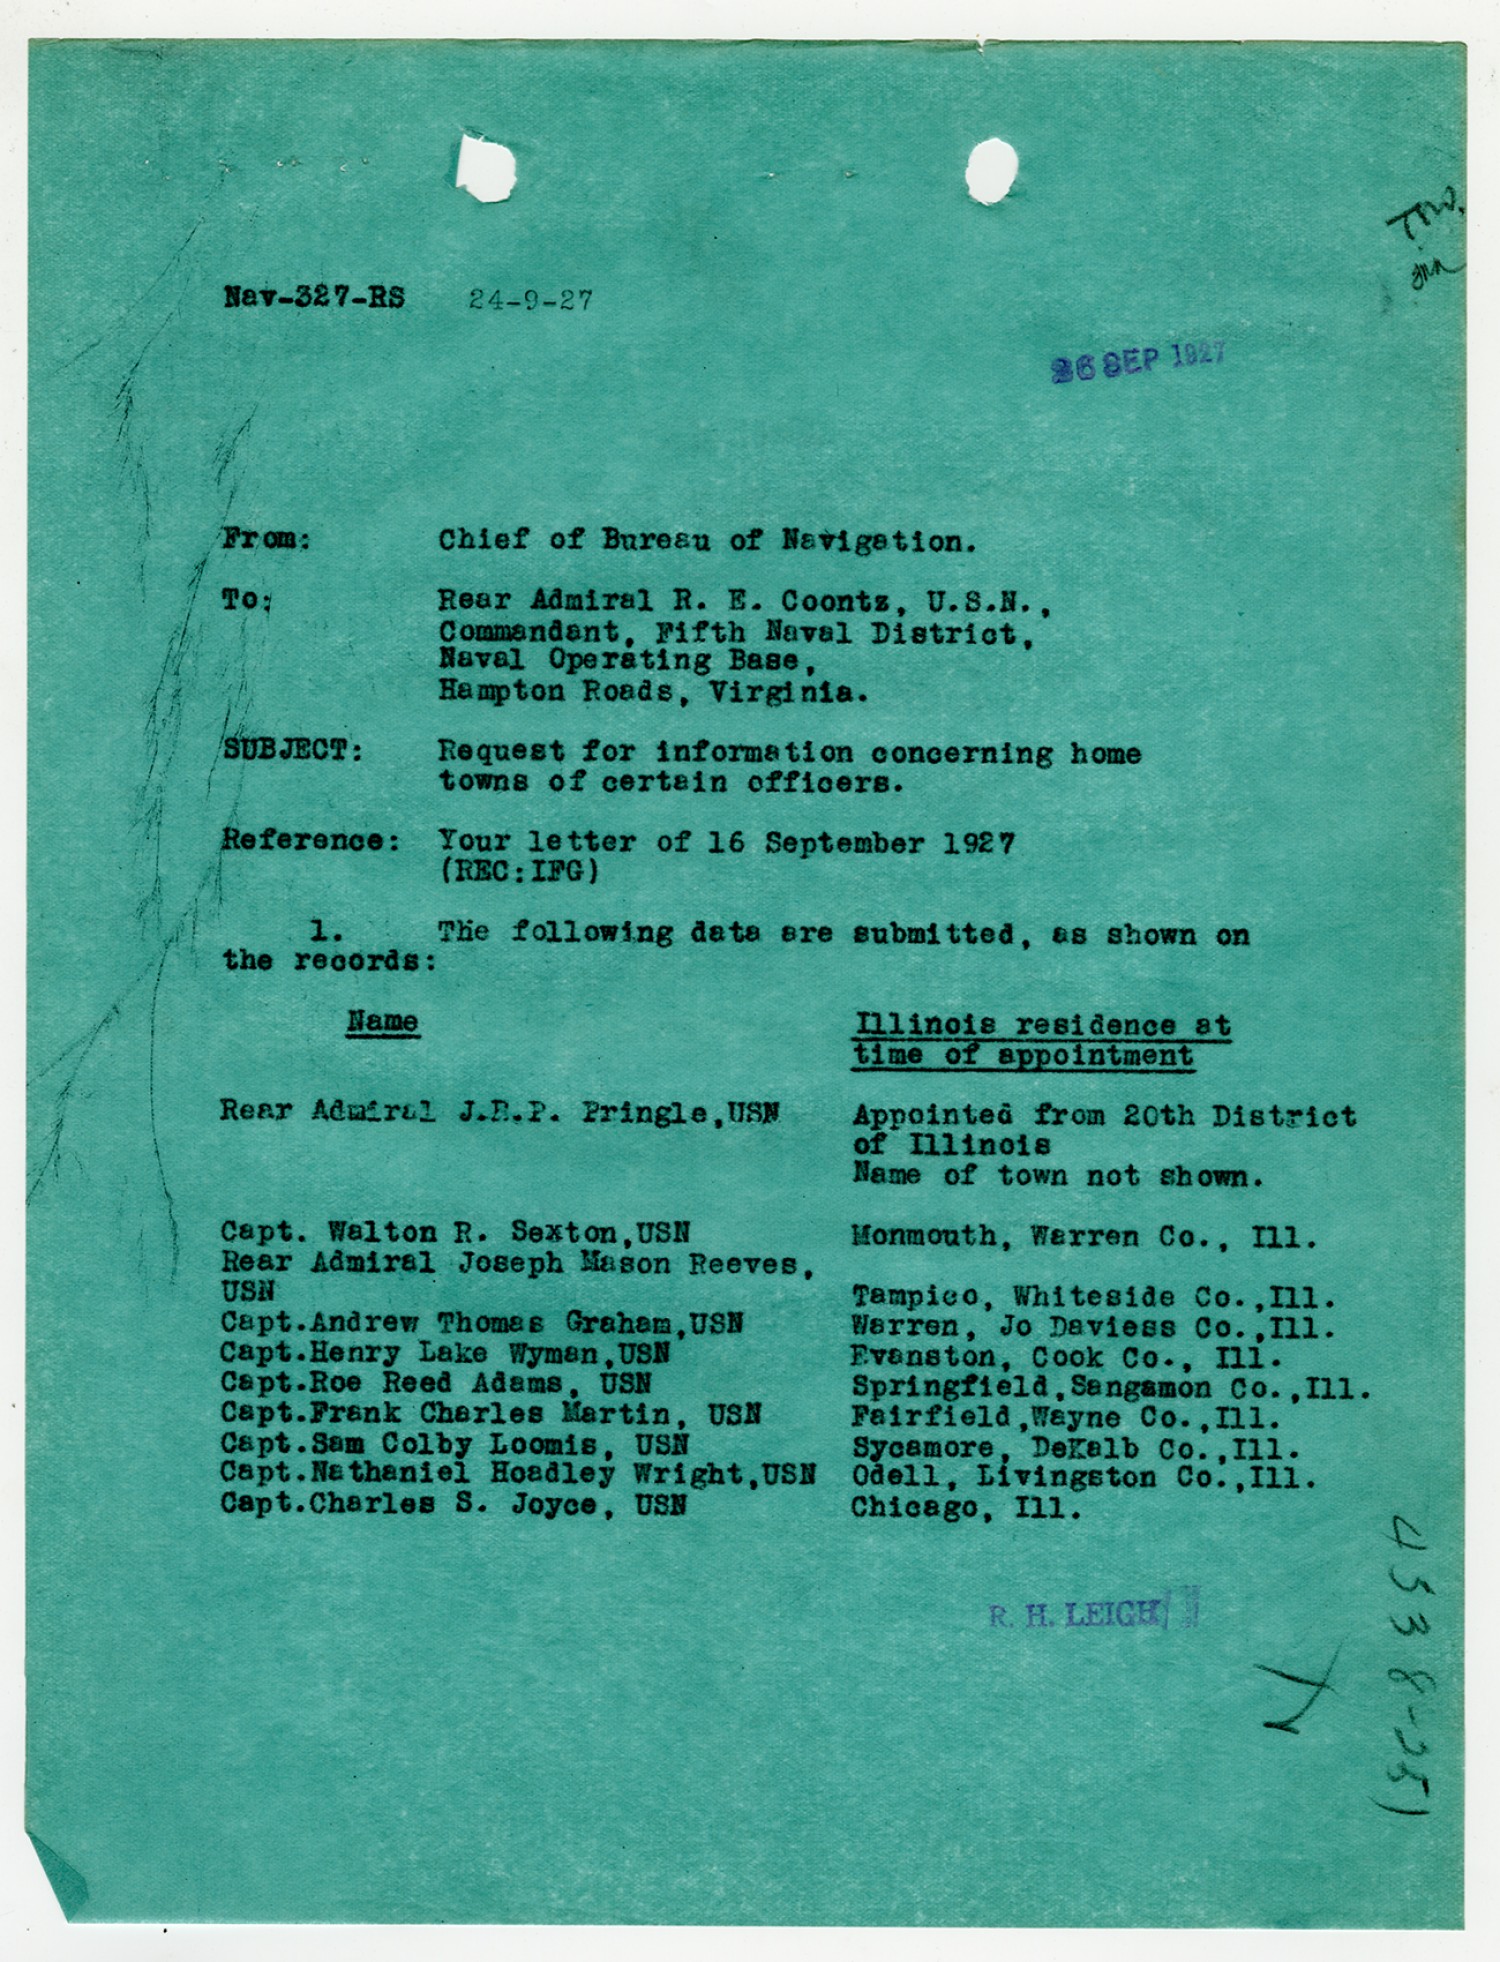 Nav-327-RS 24-9-27
26 SEP 1927
From: Chief of Bureau of Navigation.
To: Rear Admiral R. E. Coontz, U.S.N.,
Commandant, Fifth Naval District,
Naval Operating Base,
Hampton Roads, Virginia.
SUBJECT: Request for information concerning home
towns of certain officers.
Reference: Your letter of 16 September 1927
(REC:IFG)
1. The following data are submitted, as shown on
the records:
Name Illinois residence at
time of appointment
Rear Admiral J.R.P. Pringle,USN Appointed from 20th District
of Illinois
Name of town not shown.
Capt. Walton R. Sexton,USN Monmouth, Warren Co., Ill.
Rear Admiral Joseph Mason Reeves,
USN Tampico, Whiteside Co.,Ill.
Capt.Andrew Thomas Graham,USN Warren, Jo Daviess Co.,Ill.
Capt.Henry Lake Wyman,USN Evanston, Cook Co., Ill.
Capt.Roe Reed Adams, USN Springfield,Sangamon Co.,Ill.
Capt.Frank Charles Martin, USN Fairfield,Wayne Co.,Ill.
Capt.Sam Colby Loomis, USN Sycamore, DeKalb Co.,Ill.
Capt.Nathaniel Hoadley Wright,USN Odell, Livingston Co.,Ill.
Capt.Charles S. Joyce, USN Chicago, Ill.
R. H. LEIGH